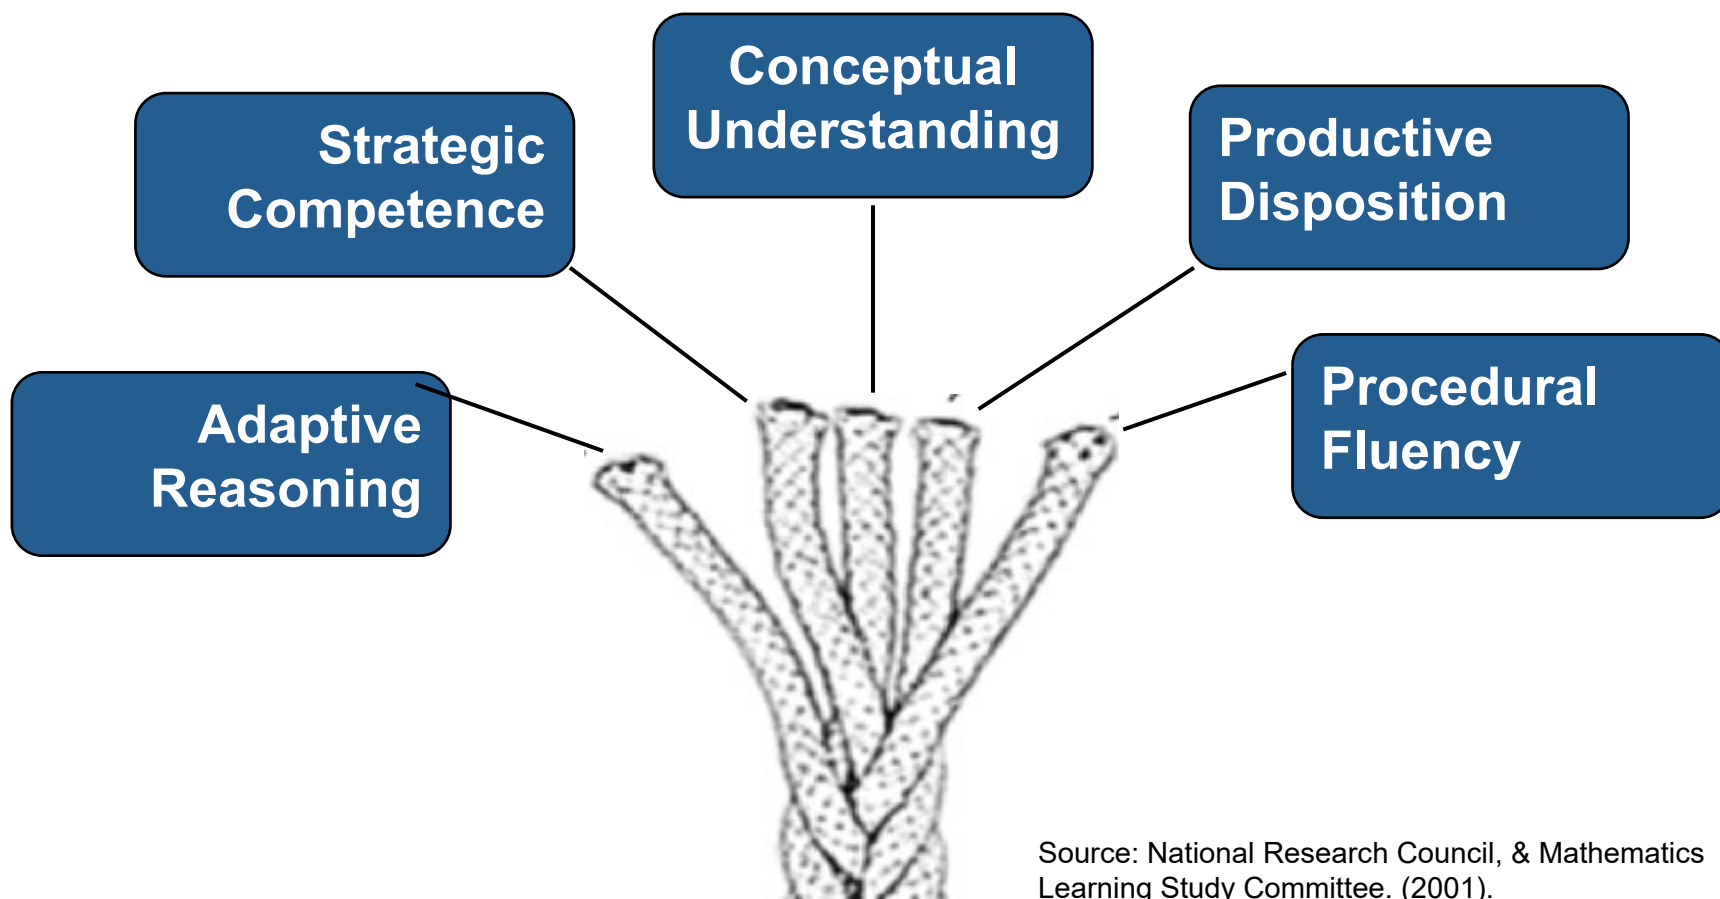 Conceptual
Understanding
Strategic
Competence
Productive
Disposition
Adaptive
Reasoning
Procedural
Fluency
Source: National Research Council, & Mathematics
Learning Study Committee. (2001).